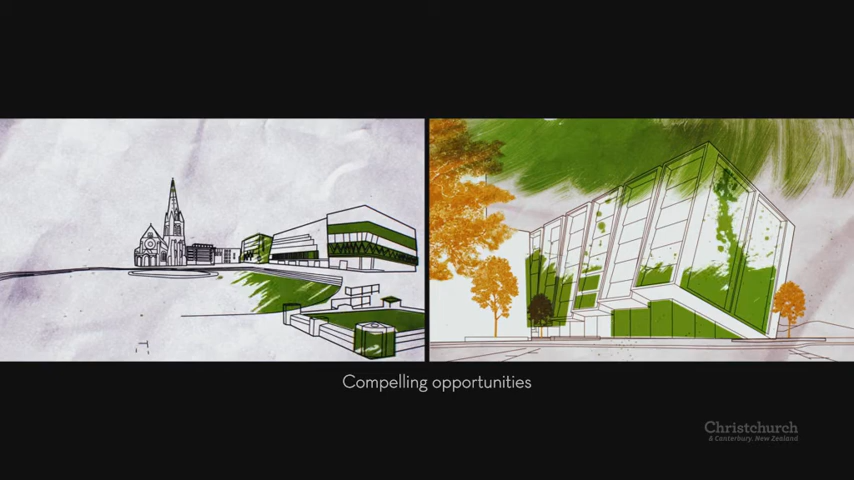 Compelling opportunities
Christchurch
& Canterbury, New Zealand